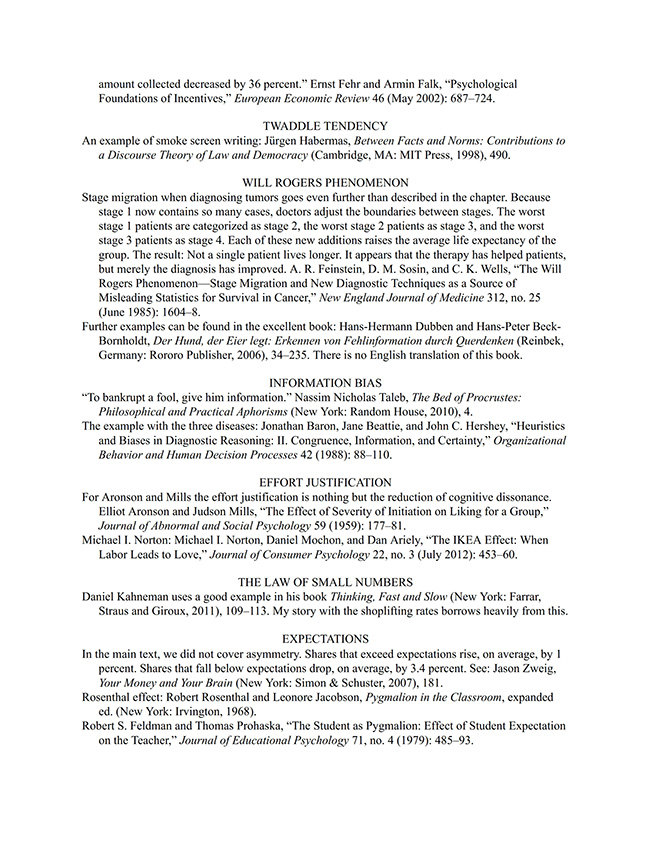 amount collected decreased by 36 percent.” Ernst Fehr and Armin Falk, “Psychological
Foundations of Incentives,” European Economic Review 46 (May 2002): 687–724.
TWADDLE TENDENCY
An example of smoke screen writing: Jürgen Habermas, Between Facts and Norms: Contributions to
a Discourse Theory of Law and Democracy (Cambridge, MA: MIT Press, 1998), 490.
WILL ROGERS PHENOMENON
Stage migration when diagnosing tumors goes even further than described in the chapter. Because
stage 1 now contains so many cases, doctors adjust the boundaries between stages. The worst
stage 1 patients are categorized as stage 2, the worst stage 2 patients as stage 3, and the worst
stage 3 patients as stage 4. Each of these new additions raises the average life expectancy of the
group. The result: Not a single patient lives longer. It appears that the therapy has helped patients,
but merely the diagnosis has improved. A. R. Feinstein, D. M. Sosin, and C. K. Wells, “The Will
Rogers Phenomenon—Stage Migration and New Diagnostic Techniques as a Source of
Misleading Statistics for Survival in Cancer,” New England Journal of Medicine 312, no. 25
(June 1985): 1604–8.
Further examples can be found in the excellent book: Hans-Hermann Dubben and Hans-Peter Beck-
Bornholdt, Der Hund, der Eier legt: Erkennen von Fehlinformation durch Querdenken (Reinbek,
Germany: Rororo Publisher, 2006), 34–235. There is no English translation of this book.
INFORMATION BIAS
“To bankrupt a fool, give him information.” Nassim Nicholas Taleb, The Bed of Procrustes:
Philosophical and Practical Aphorisms (New York: Random House, 2010), 4.
The example with the three diseases: Jonathan Baron, Jane Beattie, and John C. Hershey, “Heuristics
and Biases in Diagnostic Reasoning: II. Congruence, Information, and Certainty,” Organizational
Behavior and Human Decision Processes 42 (1988): 88–110.
EFFORT JUSTIFICATION
For Aronson and Mills the effort justification is nothing but the reduction of cognitive dissonance.
Elliot Aronson and Judson Mills, “The Effect of Severity of Initiation on Liking for a Group,”
Journal of Abnormal and Social Psychology 59 (1959): 177–81.
Michael I. Norton: Michael I. Norton, Daniel Mochon, and Dan Ariely, “The IKEA Effect: When
Labor Leads to Love,” Journal of Consumer Psychology 22, no. 3 (July 2012): 453–60.
THE LAW OF SMALL NUMBERS
Daniel Kahneman uses a good example in his book Thinking, Fast and Slow (New York: Farrar,
Straus and Giroux, 2011), 109–113. My story with the shoplifting rates borrows heavily from this.
EXPECTATIONS
In the main text, we did not cover asymmetry. Shares that exceed expectations rise, on average, by 1
percent. Shares that fall below expectations drop, on average, by 3.4 percent. See: Jason Zweig,
Your Money and Your Brain (New York: Simon & Schuster, 2007), 181.
Rosenthal effect: Robert Rosenthal and Leonore Jacobson, Pygmalion in the Classroom, expanded
ed. (New York: Irvington, 1968).
Robert S. Feldman and Thomas Prohaska, “The Student as Pygmalion: Effect of Student Expectation
on the Teacher,” Journal of Educational Psychology 71, no. 4 (1979): 485–93.